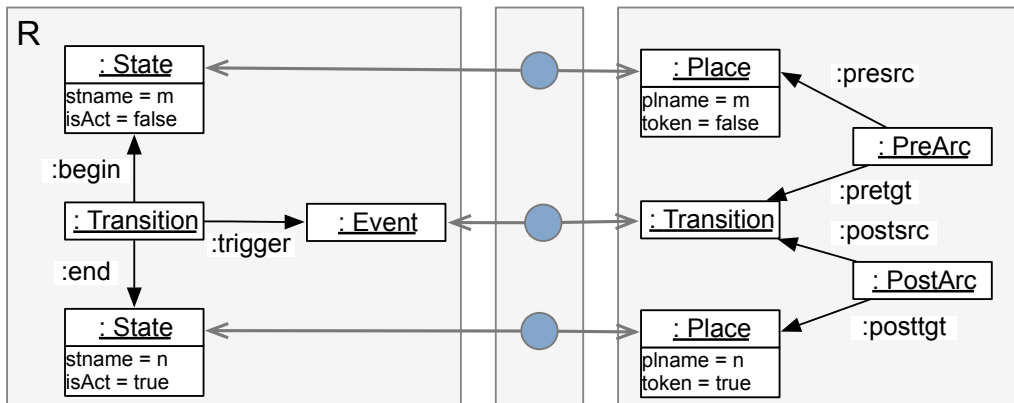 R
: State
stname = m
isAct = false
:begin
: Transition
:trigger
: Event
:end
: State
stname = n
isAct = true
: Place
plname = m
token = false
:presrc
: PreArc
:pretgt
: Transition
:postsrc
: PostArc
:posttgt
: Place
plname = n
token = true